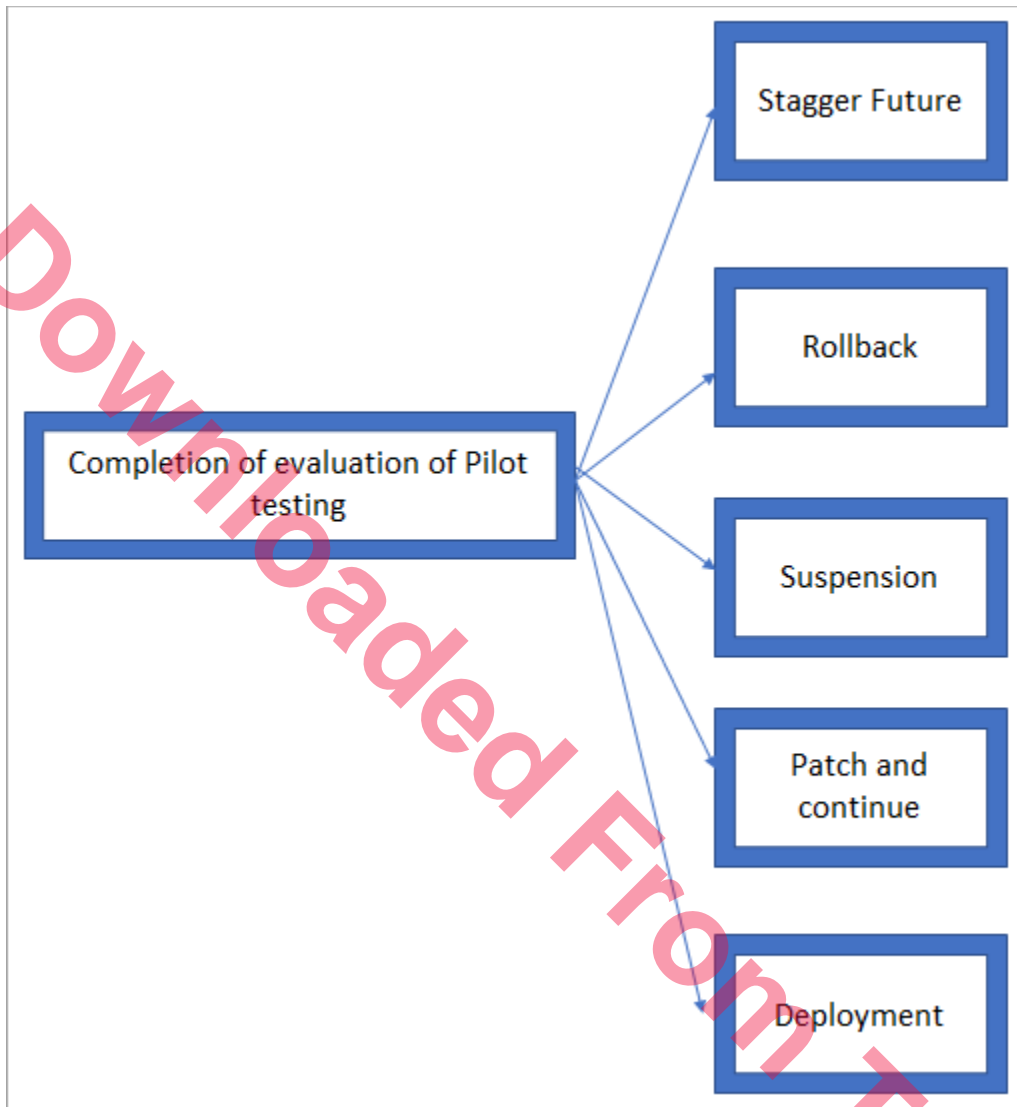 Stagger Future
Rollback
Completion of evaluation of Pilot
testing
Suspension
Patch and
continue
Deployment
Downloaded From T